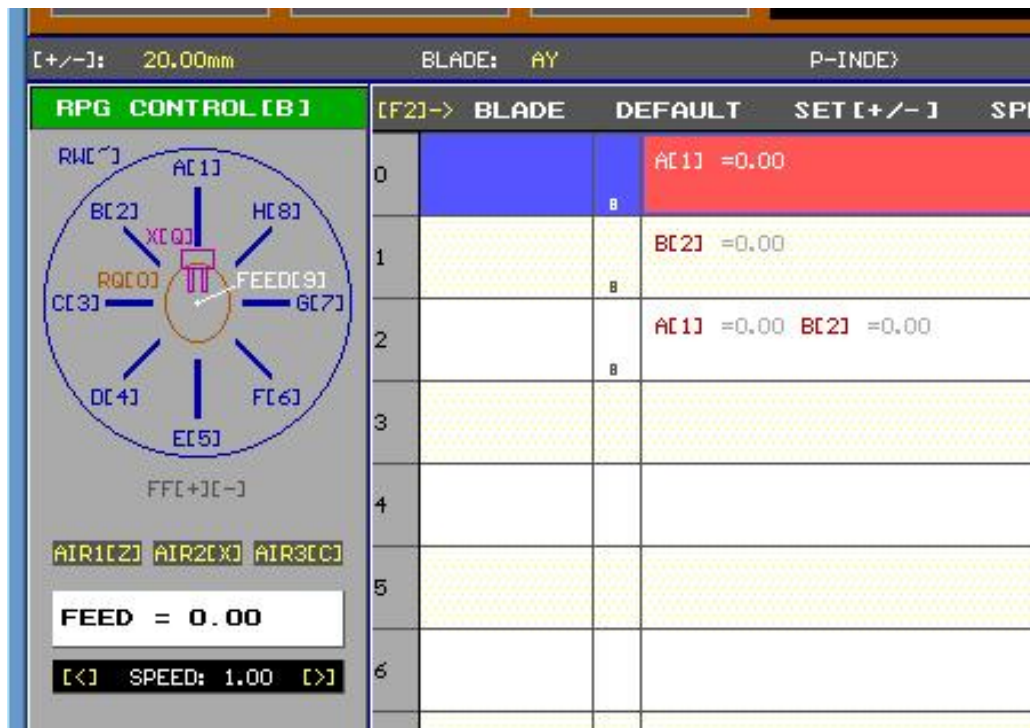 [+/-]: 20.00mm BLADE: AY P-INDE
RPG CONTROL[B] [F2]-> BLADE DEFAULT SET[+/-] SP
RW[~]
A[1]
B[2] H[8]
X[Q]
RQ[O] FEED[9]
C[3] G[7]
D[4] F[6]
E[5]
FF[+][-]
AIR1[Z] AIR2[X] AIR3[C]
FEED = 0.00
[<] SPEED: 1.00 [>]
0 A[1] =0.00
1 B[2] =0.00
2 A[1] =0.00 B[2] =0.00
3
4
5
6